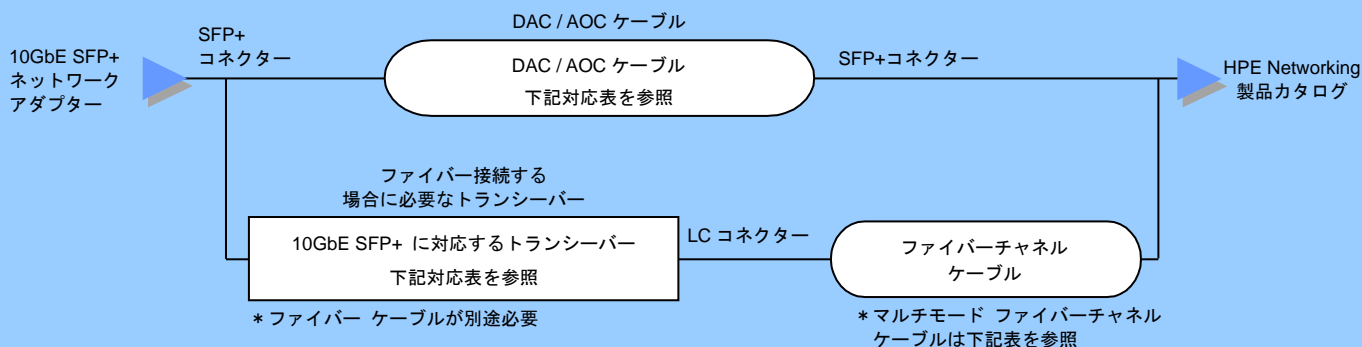 DAC / AOC ケーブル
10GbE SFP+
ネットワーク
アダプター
SFP+
コネクター
DAC / AOC ケーブル
下記対応表を参照
SFP+コネクター
HPE Networking
製品カタログ
ファイバー接続する
場合に必要なトランシーバー
10GbE SFP+ に対応するトランシーバー
下記対応表を参照
LC コネクター
ファイバーチャネル
ケーブル
*ファイバー ケーブルが別途必要
*マルチモード ファイバーチャネル
ケーブルは下記表を参照